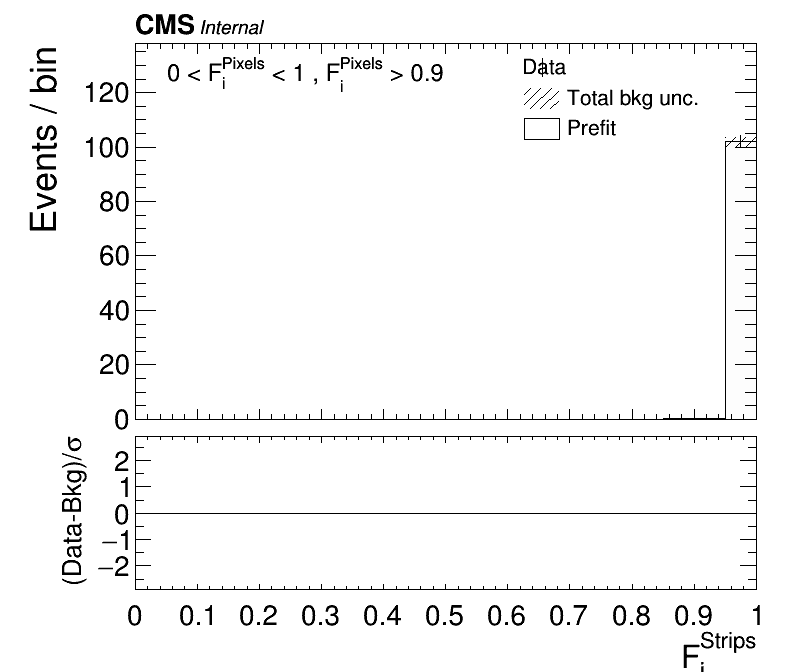 CMS Internal
0 < F_i^Pixels < 1 , F_i^Pixels > 0.9
Data
Total bkg unc.
Prefit
Events / bin
120
100
80
60
40
20
0
(Data-Bkg)/σ
2
1
0
−1
−2
0 0.1 0.2 0.3 0.4 0.5 0.6 0.7 0.8 0.9 1
F_i^Strips